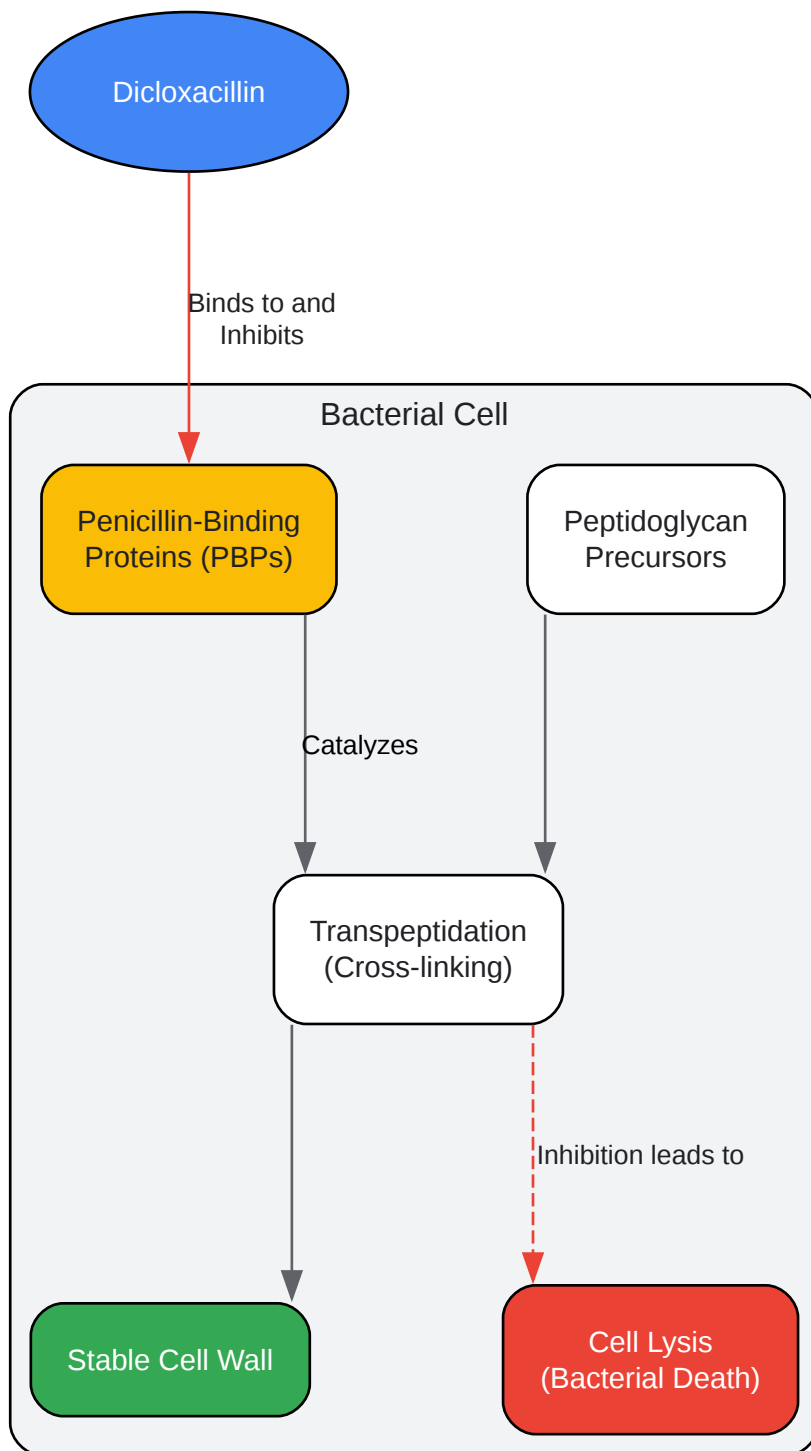 Dicloxacillin
Binds to and
Inhibits
Bacterial Cell
Penicillin-Binding
Proteins (PBPs)
Peptidoglycan
Precursors
Catalyzes
Transpeptidation
(Cross-linking)
Inhibition leads to
Stable Cell Wall
Cell Lysis
(Bacterial Death)